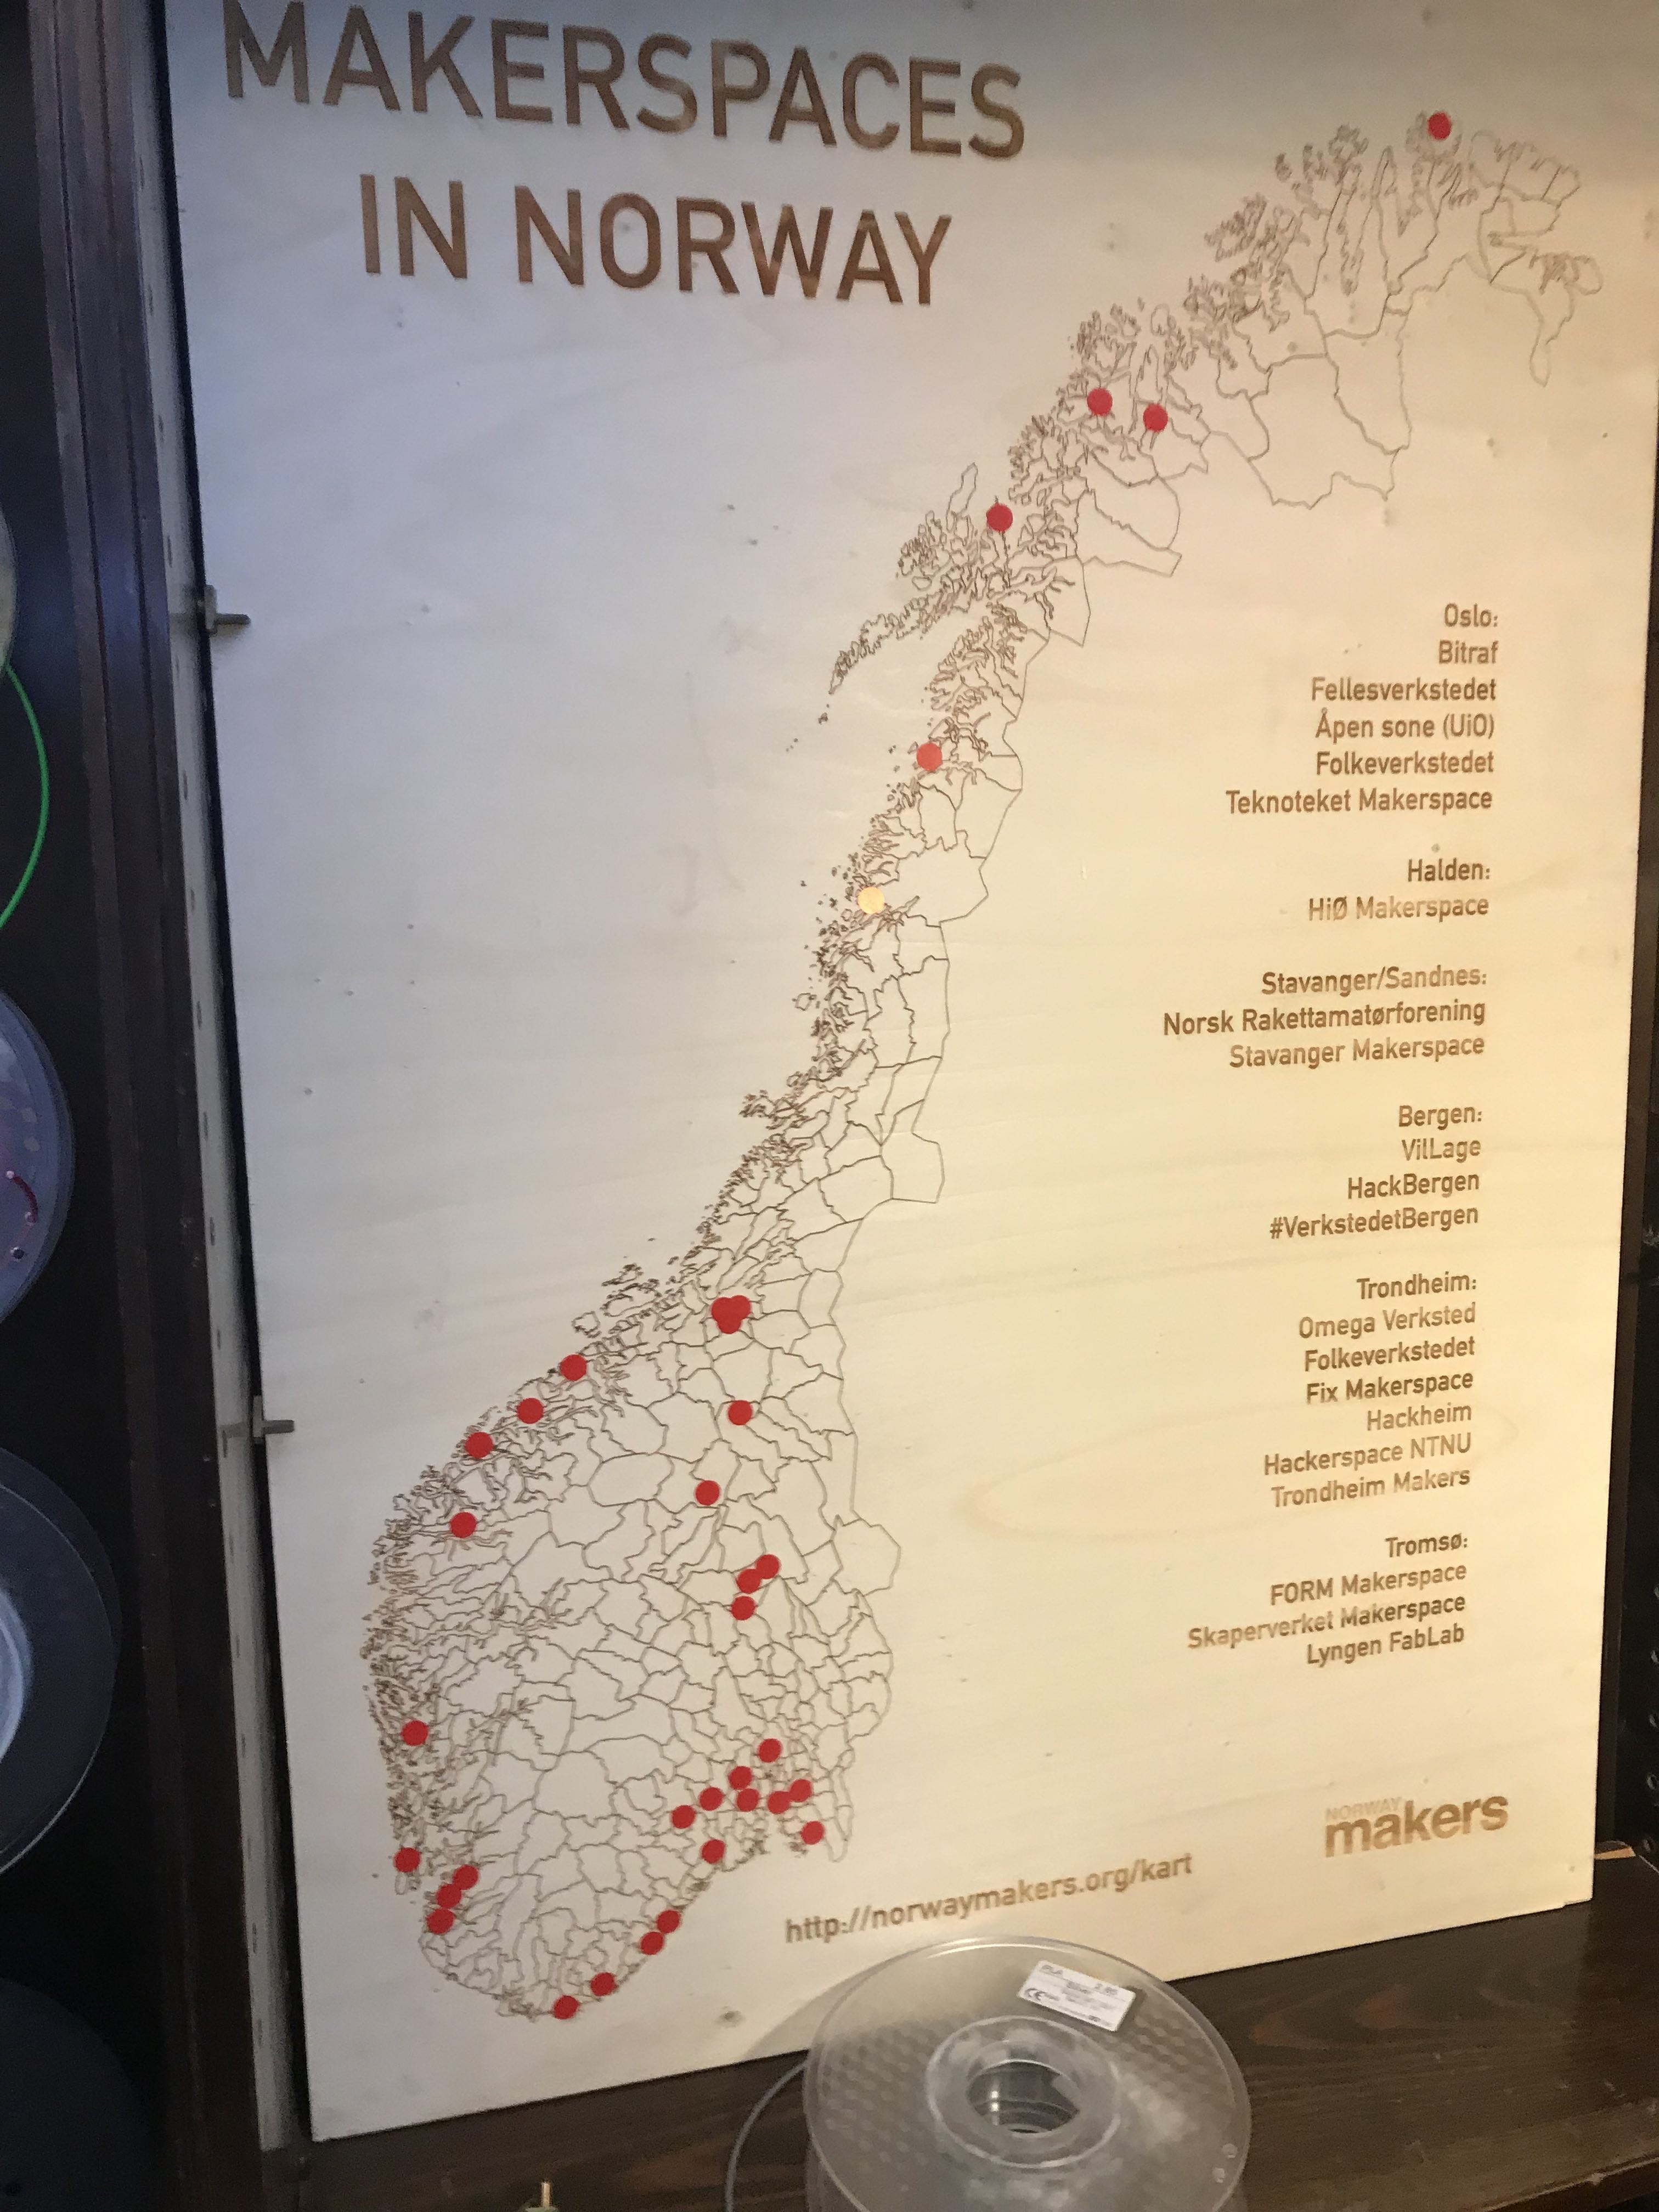 MAKERSPACES
IN NORWAY
Oslo:
Bitraf
Fellesverkstedet
Åpen sone (UiO)
Folkeverkstedet
Teknoteket Makerspace
Halden:
HiØ Makerspace
Stavanger/Sandnes:
Norsk Rakettamatørforening
Stavanger Makerspace
Bergen:
VilLage
HackBergen
#VerkstedetBergen
Trondheim:
Omega Verksted
Folkeverkstedet
Fix Makerspace
Hackheim
Hackerspace NTNU
Trondheim Makers
Tromsø:
FORM Makerspace
Skaperverket Makerspace
Lyngen FabLab
NORWAY
makers
http://norwaymakers.org/kart
PLA 2.85
CE